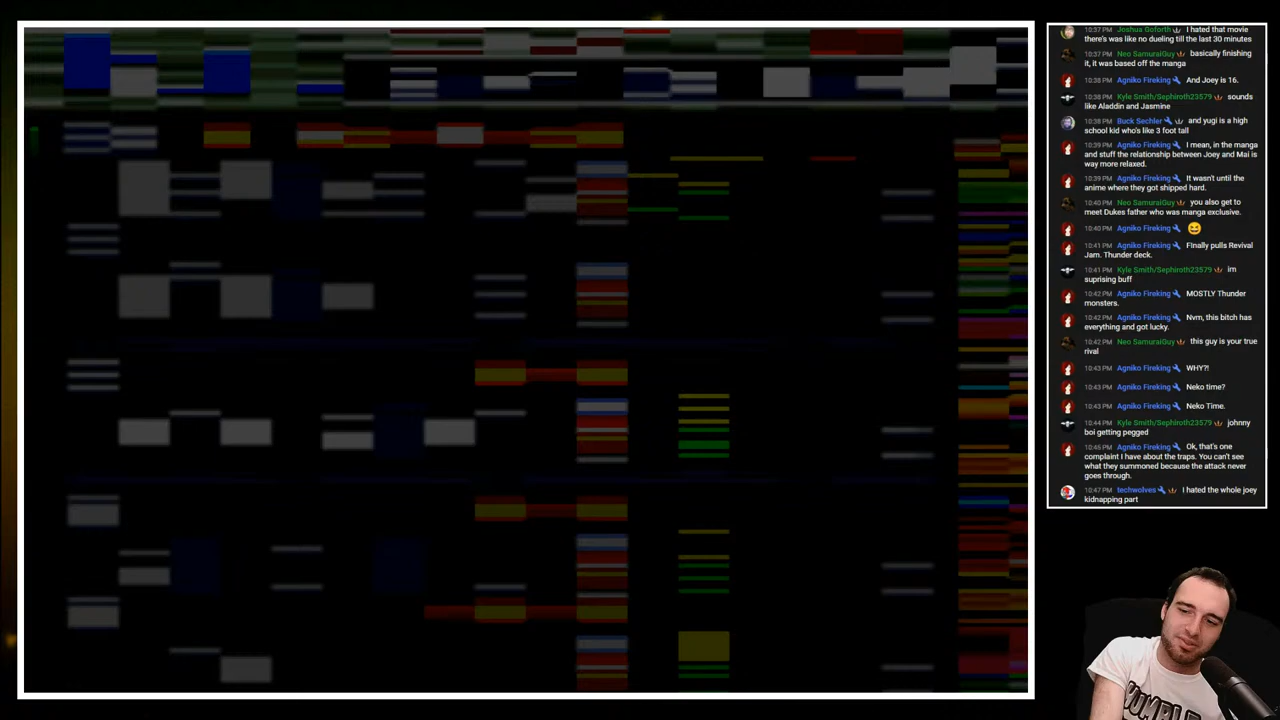 10:37 PM Joshua Goforth I hated that movie
there's was like no dueling till the last 30 minutes
10:37 PM Neo SamuraiGuy basically finishing
it, it was based off the manga
10:38 PM Agniko Fireking And Joey is 16.
10:38 PM Kyle Smith/Sephiroth23579 sounds
like Aladdin and Jasmine
10:38 PM Buck Sechler and yugi is a high
school kid who's like 3 foot tall
10:39 PM Agniko Fireking I mean, in the manga
and stuff the relationship between Joey and Mai is
way more relaxed.
10:39 PM Agniko Fireking It wasn't until the
anime where they got shipped hard.
10:40 PM Neo SamuraiGuy you also get to
meet Dukes father who was manga exclusive.
10:40 PM Agniko Fireking 😆
10:41 PM Agniko Fireking FInally pulls Revival
Jam. Thunder deck.
10:41 PM Kyle Smith/Sephiroth23579 im
suprising buff
10:42 PM Agniko Fireking MOSTLY Thunder
monsters.
10:42 PM Agniko Fireking Nvm, this bitch has
everything and got lucky.
10:42 PM Neo SamuraiGuy this guy is your true
rival
10:43 PM Agniko Fireking WHY?!
10:43 PM Agniko Fireking Neko time?
10:43 PM Agniko Fireking Neko Time.
10:44 PM Kyle Smith/Sephiroth23579 johnny
boi getting pegged
10:45 PM Agniko Fireking Ok, that's one
complaint I have about the traps. You can't see
what they summoned because the attack never
goes through.
10:47 PM techwolves I hated the whole joey
kidnapping part